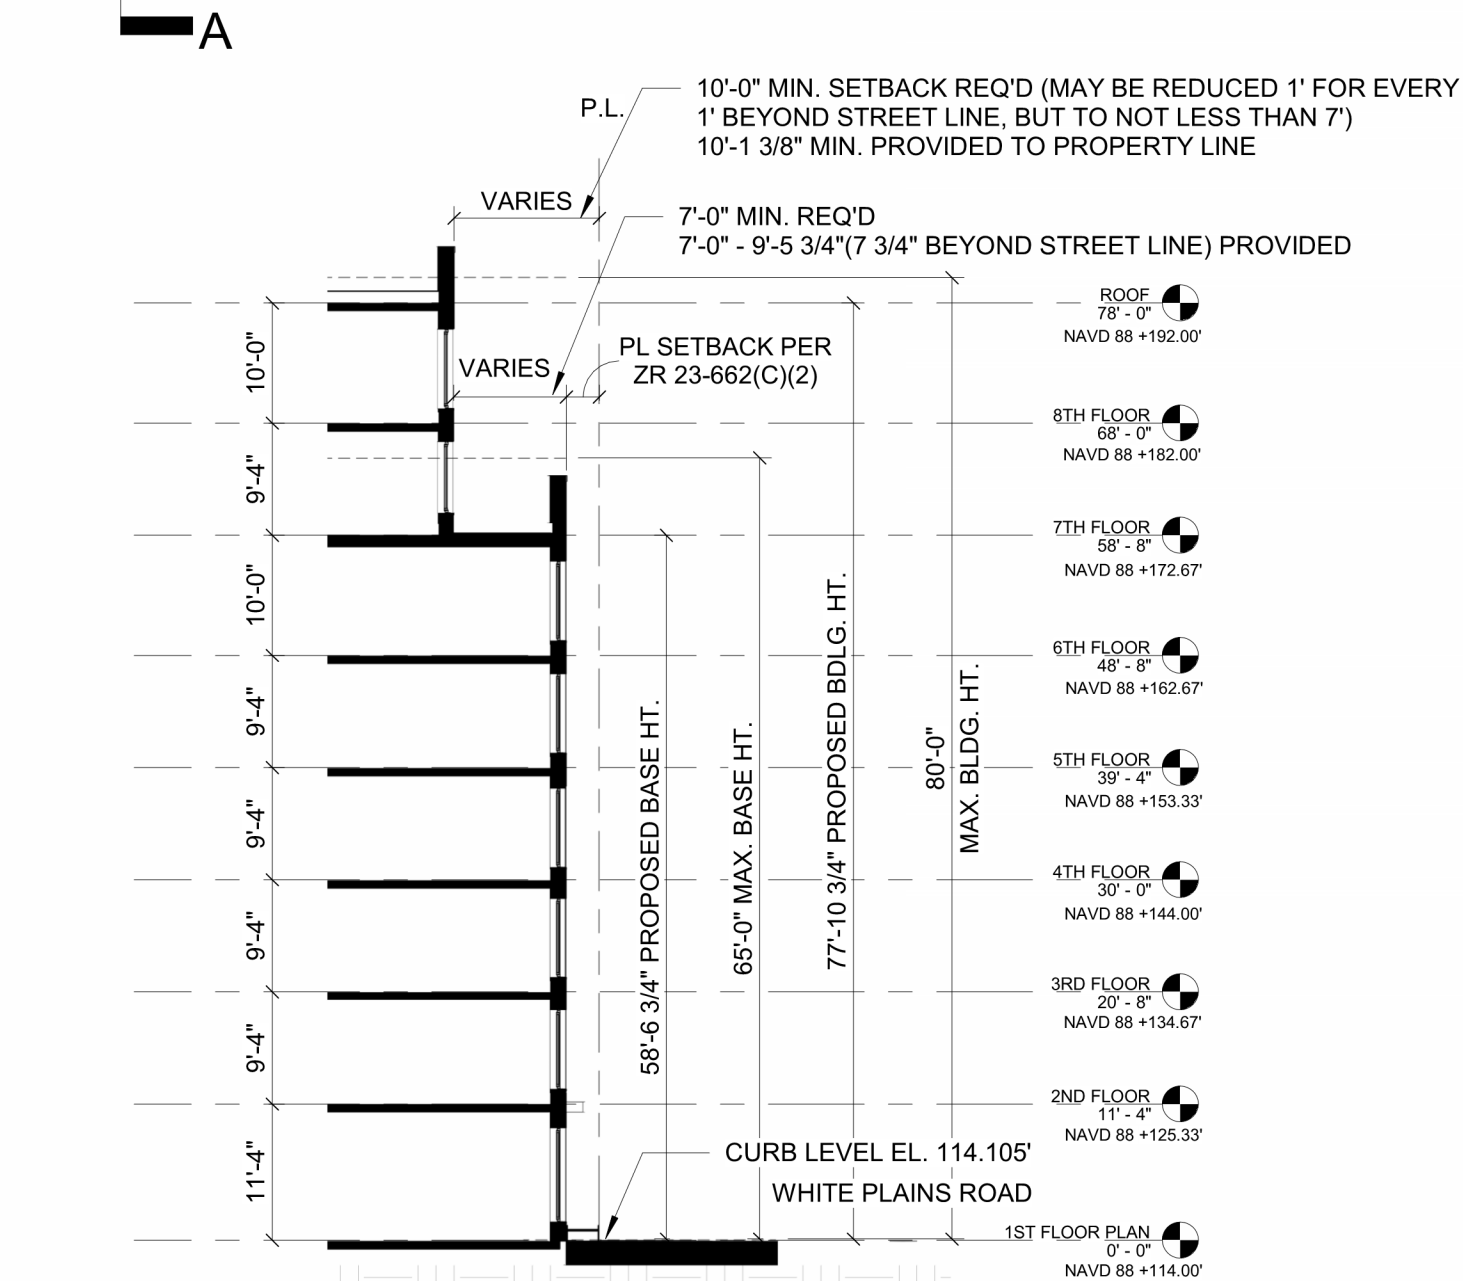 A
10'-0" MIN. SETBACK REQ'D (MAY BE REDUCED 1' FOR EVERY
1' BEYOND STREET LINE, BUT TO NOT LESS THAN 7')
10'-1 3/8" MIN. PROVIDED TO PROPERTY LINE
P.L.
VARIES
7'-0" MIN. REQ'D
7'-0" - 9'-5 3/4"(7 3/4" BEYOND STREET LINE) PROVIDED
PL SETBACK PER
ZR 23-662(C)(2)
VARIES
10'-0"
9'-4"
10'-0"
9'-4"
9'-4"
9'-4"
9'-4"
11'-4"
58'-6 3/4" PROPOSED BASE HT.
65'-0" MAX. BASE HT.
77'-10 3/4" PROPOSED BDLG. HT.
80'-0"
MAX. BLDG. HT.
ROOF
78' - 0"
NAVD 88 +192.00'
8TH FLOOR
68' - 0"
NAVD 88 +182.00'
7TH FLOOR
58' - 8"
NAVD 88 +172.67'
6TH FLOOR
48' - 8"
NAVD 88 +162.67'
5TH FLOOR
39' - 4"
NAVD 88 +153.33'
4TH FLOOR
30' - 0"
NAVD 88 +144.00'
3RD FLOOR
20' - 8"
NAVD 88 +134.67'
2ND FLOOR
11' - 4"
NAVD 88 +125.33'
CURB LEVEL EL. 114.105'
WHITE PLAINS ROAD
1ST FLOOR PLAN
0' - 0"
NAVD 88 +114.00'